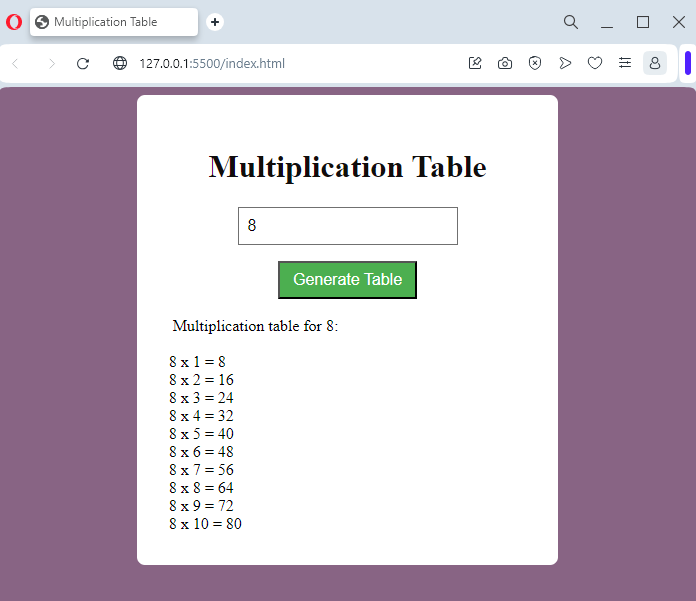 Multiplication Table
127.0.0.1:5500/index.html
Multiplication Table
8
Generate Table
Multiplication table for 8:
8 x 1 = 8
8 x 2 = 16
8 x 3 = 24
8 x 4 = 32
8 x 5 = 40
8 x 6 = 48
8 x 7 = 56
8 x 8 = 64
8 x 9 = 72
8 x 10 = 80